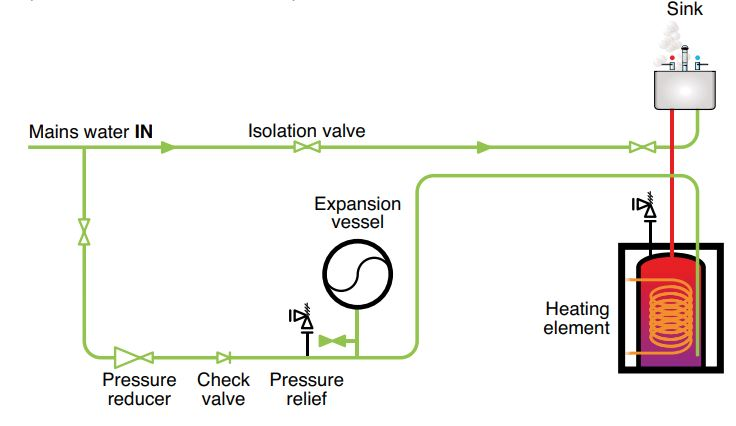 Sink
Mains water IN
Isolation valve
Expansion
vessel
Heating
element
Pressure
reducer
Check
valve
Pressure
relief